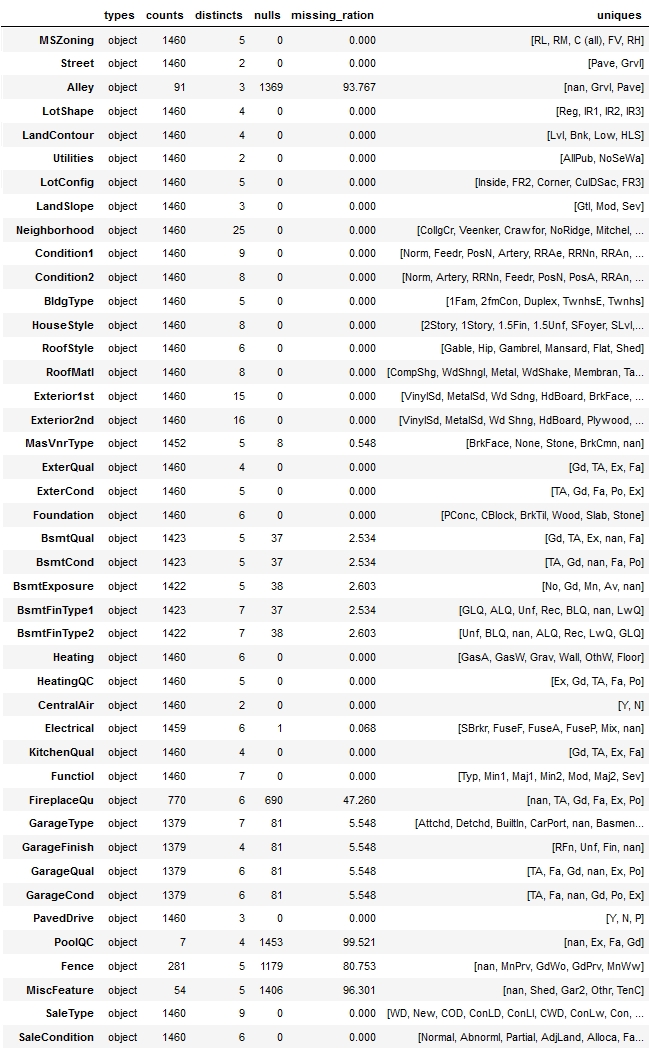 types counts distincts nulls missing_ration uniques
MSZoning object 1460 5 0 0.000 [RL, RM, C (all), FV, RH]
Street object 1460 2 0 0.000 [Pave, Grvl]
Alley object 91 3 1369 93.767 [nan, Grvl, Pave]
LotShape object 1460 4 0 0.000 [Reg, IR1, IR2, IR3]
LandContour object 1460 4 0 0.000 [Lvl, Bnk, Low, HLS]
Utilities object 1460 2 0 0.000 [AllPub, NoSeWa]
LotConfig object 1460 5 0 0.000 [Inside, FR2, Corner, CulDSac, FR3]
LandSlope object 1460 3 0 0.000 [Gtl, Mod, Sev]
Neighborhood object 1460 25 0 0.000 [CollgCr, Veenker, Crawfor, NoRidge, Mitchel, ...
Condition1 object 1460 9 0 0.000 [Norm, Feedr, PosN, Artery, RRAe, RRNn, RRAn, ...
Condition2 object 1460 8 0 0.000 [Norm, Artery, RRNn, Feedr, PosN, PosA, RRAn, ...
BldgType object 1460 5 0 0.000 [1Fam, 2fmCon, Duplex, TwnhsE, Twnhs]
HouseStyle object 1460 8 0 0.000 [2Story, 1Story, 1.5Fin, 1.5Unf, SFoyer, SLvl,...
RoofStyle object 1460 6 0 0.000 [Gable, Hip, Gambrel, Mansard, Flat, Shed]
RoofMatl object 1460 8 0 0.000 [CompShg, WdShngl, Metal, WdShake, Membran, Ta...
Exterior1st object 1460 15 0 0.000 [VinylSd, MetalSd, Wd Sdng, HdBoard, BrkFace, ...
Exterior2nd object 1460 16 0 0.000 [VinylSd, MetalSd, Wd Shng, HdBoard, Plywood, ...
MasVnrType object 1452 5 8 0.548 [BrkFace, None, Stone, BrkCmn, nan]
ExterQual object 1460 4 0 0.000 [Gd, TA, Ex, Fa]
ExterCond object 1460 5 0 0.000 [TA, Gd, Fa, Po, Ex]
Foundation object 1460 6 0 0.000 [PConc, CBlock, BrkTil, Wood, Slab, Stone]
BsmtQual object 1423 5 37 2.534 [Gd, TA, Ex, nan, Fa]
BsmtCond object 1423 5 37 2.534 [TA, Gd, nan, Fa, Po]
BsmtExposure object 1422 5 38 2.603 [No, Gd, Mn, Av, nan]
BsmtFinType1 object 1423 7 37 2.534 [GLQ, ALQ, Unf, Rec, BLQ, nan, LwQ]
BsmtFinType2 object 1422 7 38 2.603 [Unf, BLQ, nan, ALQ, Rec, LwQ, GLQ]
Heating object 1460 6 0 0.000 [GasA, GasW, Grav, Wall, OthW, Floor]
HeatingQC object 1460 5 0 0.000 [Ex, Gd, TA, Fa, Po]
CentralAir object 1460 2 0 0.000 [Y, N]
Electrical object 1459 6 1 0.068 [SBrkr, FuseF, FuseA, FuseP, Mix, nan]
KitchenQual object 1460 4 0 0.000 [Gd, TA, Ex, Fa]
Functiol object 1460 7 0 0.000 [Typ, Min1, Maj1, Min2, Mod, Maj2, Sev]
FireplaceQu object 770 6 690 47.260 [nan, TA, Gd, Fa, Ex, Po]
GarageType object 1379 7 81 5.548 [Attchd, Detchd, BuiltIn, CarPort, nan, Basmen...
GarageFinish object 1379 4 81 5.548 [RFn, Unf, Fin, nan]
GarageQual object 1379 6 81 5.548 [TA, Fa, Gd, nan, Ex, Po]
GarageCond object 1379 6 81 5.548 [TA, Fa, nan, Gd, Po, Ex]
PavedDrive object 1460 3 0 0.000 [Y, N, P]
PoolQC object 7 4 1453 99.521 [nan, Ex, Fa, Gd]
Fence object 281 5 1179 80.753 [nan, MnPrv, GdWo, GdPrv, MnWw]
MiscFeature object 54 5 1406 96.301 [nan, Shed, Gar2, Othr, TenC]
SaleType object 1460 9 0 0.000 [WD, New, COD, ConLD, ConLI, CWD, ConLw, Con, ...
SaleCondition object 1460 6 0 0.000 [Normal, Abnorml, Partial, AdjLand, Alloca, Fa...